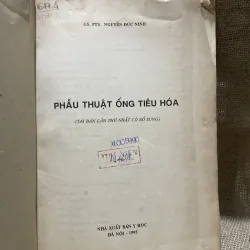 GS. PTS. NGUYỄN ĐỨC NINH
PHẪU THUẬT ỐNG TIÊU HÓA
(TÁI BẢN LẦN THỨ NHẤT CÓ BỔ SUNG)
NHÀ XUẤT BẢN Y HỌC
HÀ NỘI - 1995